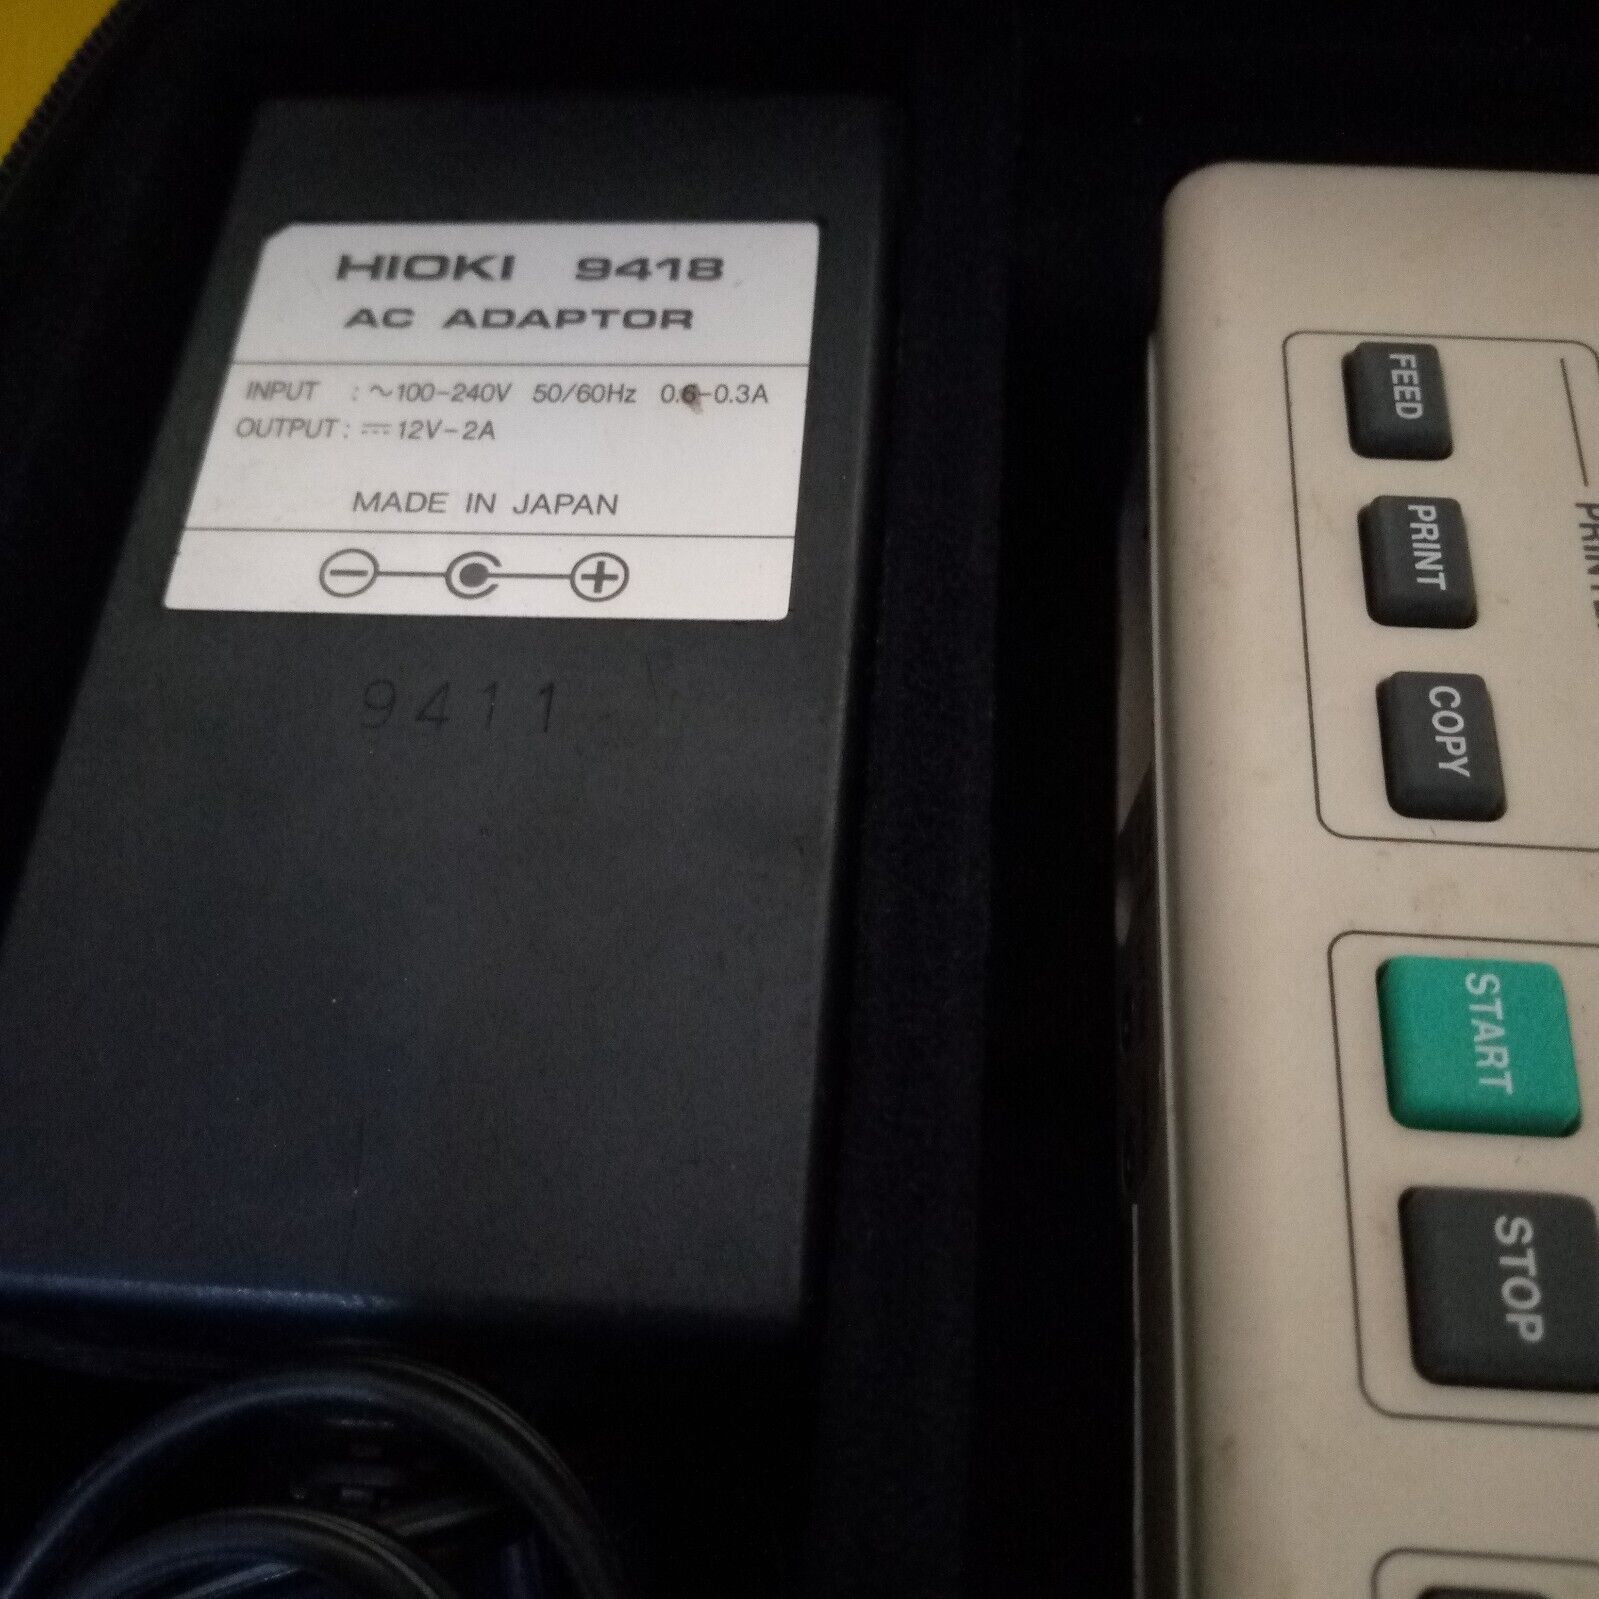 HIOKI 9418
AC ADAPTOR
INPUT : ~100-240V 50/60Hz 0.6-0.3A
OUTPUT: ⎓ 12V-2A
MADE IN JAPAN
9411
FEED
PRINT
COPY
START
STOP